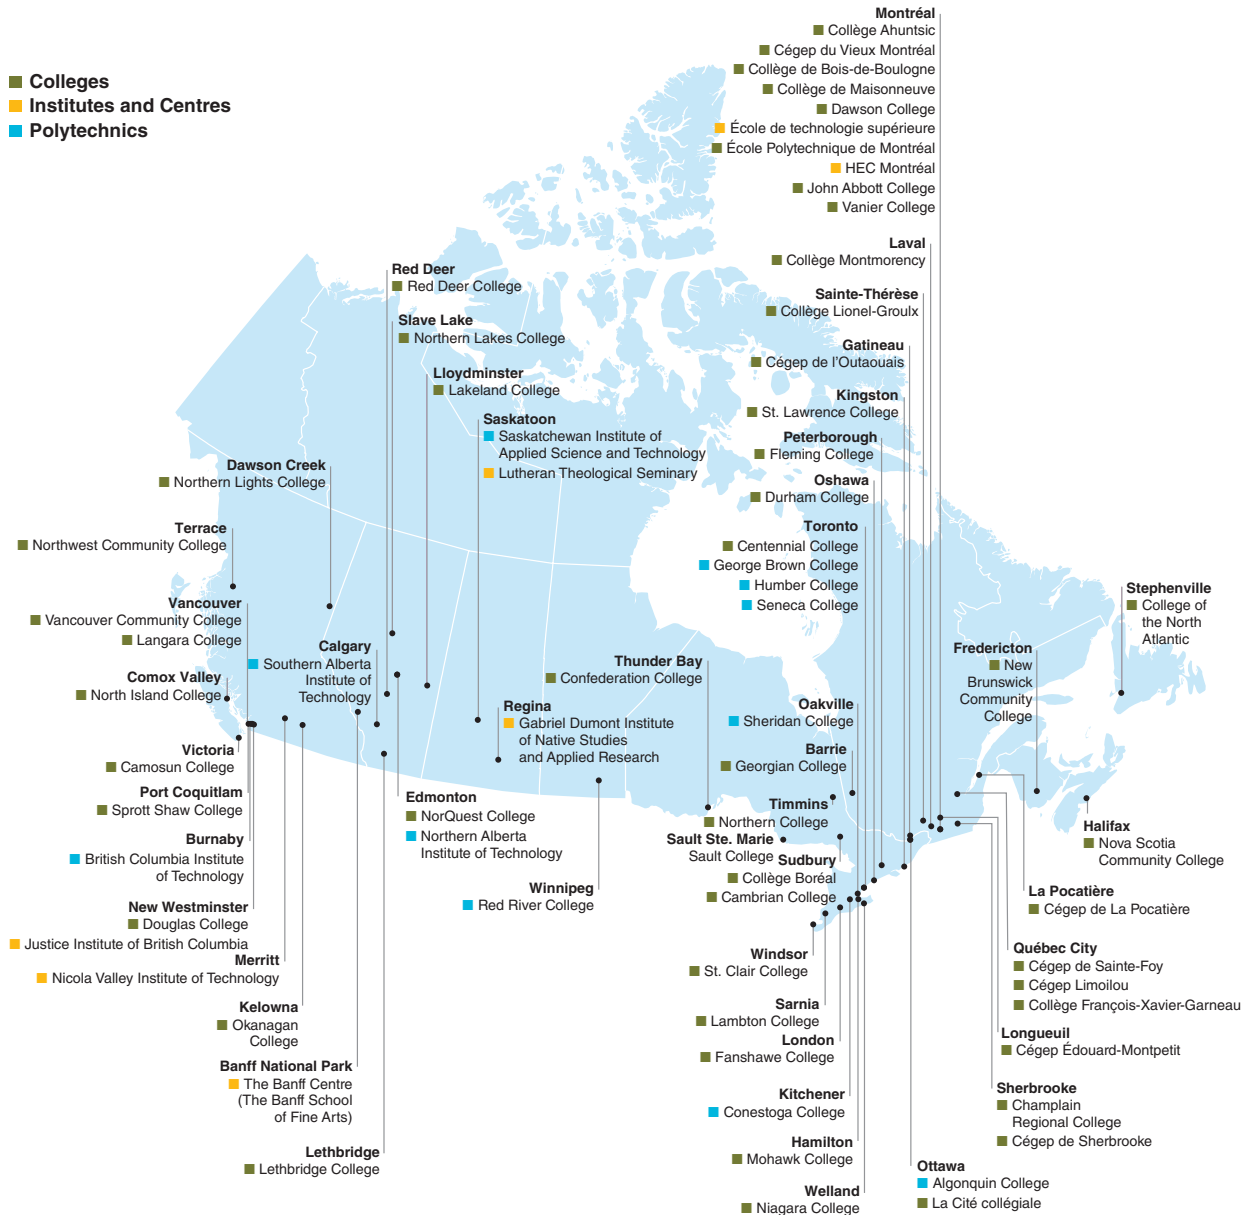 Colleges
Institutes and Centres
Polytechnics
Montréal
Collège Ahuntsic
Cégep du Vieux Montréal
Collège de Bois-de-Boulogne
Collège de Maisonneuve
Dawson College
École de technologie supérieure
École Polytechnique de Montréal
HEC Montréal
John Abbott College
Vanier College
Laval
Collège Montmorency
Sainte-Thérèse
Collège Lionel-Groulx
Gatineau
Cégep de l’Outaouais
Kingston
St. Lawrence College
Peterborough
Fleming College
Oshawa
Durham College
Toronto
Centennial College
George Brown College
Humber College
Seneca College
Red Deer
Red Deer College
Slave Lake
Northern Lakes College
Lloydminster
Lakeland College
Saskatoon
Saskatchewan Institute of
Applied Science and Technology
Lutheran Theological Seminary
Dawson Creek
Northern Lights College
Terrace
Northwest Community College
Vancouver
Vancouver Community College
Langara College
Calgary
Southern Alberta
Institute of
Technology
Comox Valley
North Island College
Victoria
Camosun College
Port Coquitlam
Sprott Shaw College
Burnaby
British Columbia Institute
of Technology
New Westminster
Douglas College
Justice Institute of British Columbia
Merritt
Nicola Valley Institute of Technology
Kelowna
Okanagan
College
Banff National Park
The Banff Centre
(The Banff School
of Fine Arts)
Lethbridge
Lethbridge College
Edmonton
NorQuest College
Northern Alberta
Institute of Technology
Regina
Gabriel Dumont Institute
of Native Studies
and Applied Research
Winnipeg
Red River College
Thunder Bay
Confederation College
Oakville
Sheridan College
Barrie
Georgian College
Timmins
Northern College
Sault Ste. Marie
Sault College
Sudbury
Collège Boréal
Cambrian College
Windsor
St. Clair College
Sarnia
Lambton College
London
Fanshawe College
Kitchener
Conestoga College
Hamilton
Mohawk College
Welland
Niagara College
Stephenville
College of
the North
Atlantic
Fredericton
New
Brunswick
Community
College
Halifax
Nova Scotia
Community College
La Pocatière
Cégep de La Pocatière
Québec City
Cégep de Sainte-Foy
Cégep Limoilou
Collège François-Xavier-Garneau
Longueuil
Cégep Édouard-Montpetit
Sherbrooke
Champlain
Regional College
Cégep de Sherbrooke
Ottawa
Algonquin College
La Cité collégiale